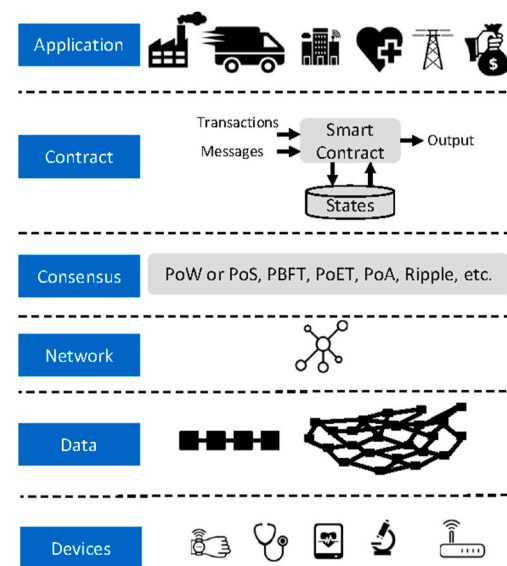 Application
$
Transactions
Messages
Smart
Contract
Output
Contract
States
Consensus
PoW or PoS, PBFT, PoET, PoA, Ripple, etc.
Network
Data
Devices